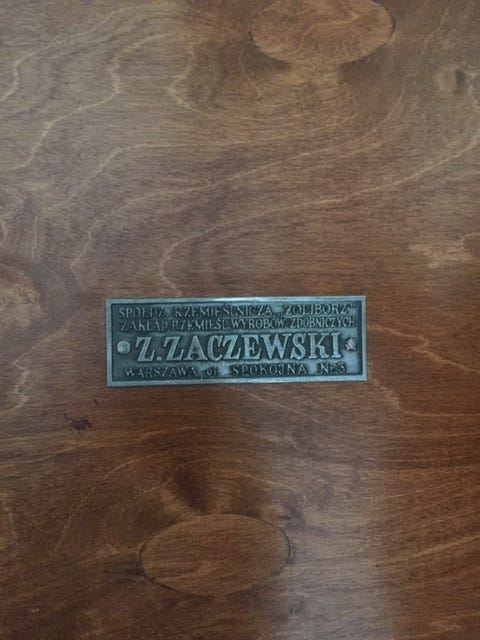 SPÓŁDZ. RZEMIEŚLNICZA "ŻOLIBORZ"
ZAKŁAD RZEMIEŚL. WYROBÓW ZDOBNICZYCH
Z. ZACZEWSKI
WARSZAWA UL. SPOKOJNA Nr 3